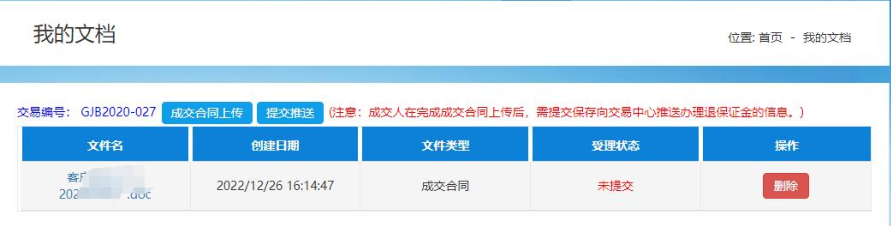 我的文档
位置: 首页 - 我的文档
交易编号： GJB2020-027 成交合同上传 提交推送 (注意：成交人在完成成交合同上传后，需提交保存向交易中心推送办理退保证金的信息。)
文件名 创建日期 文件类型 受理状态 操作
客户
202 .doc 2022/12/26 16:14:47 成交合同 未提交 删除